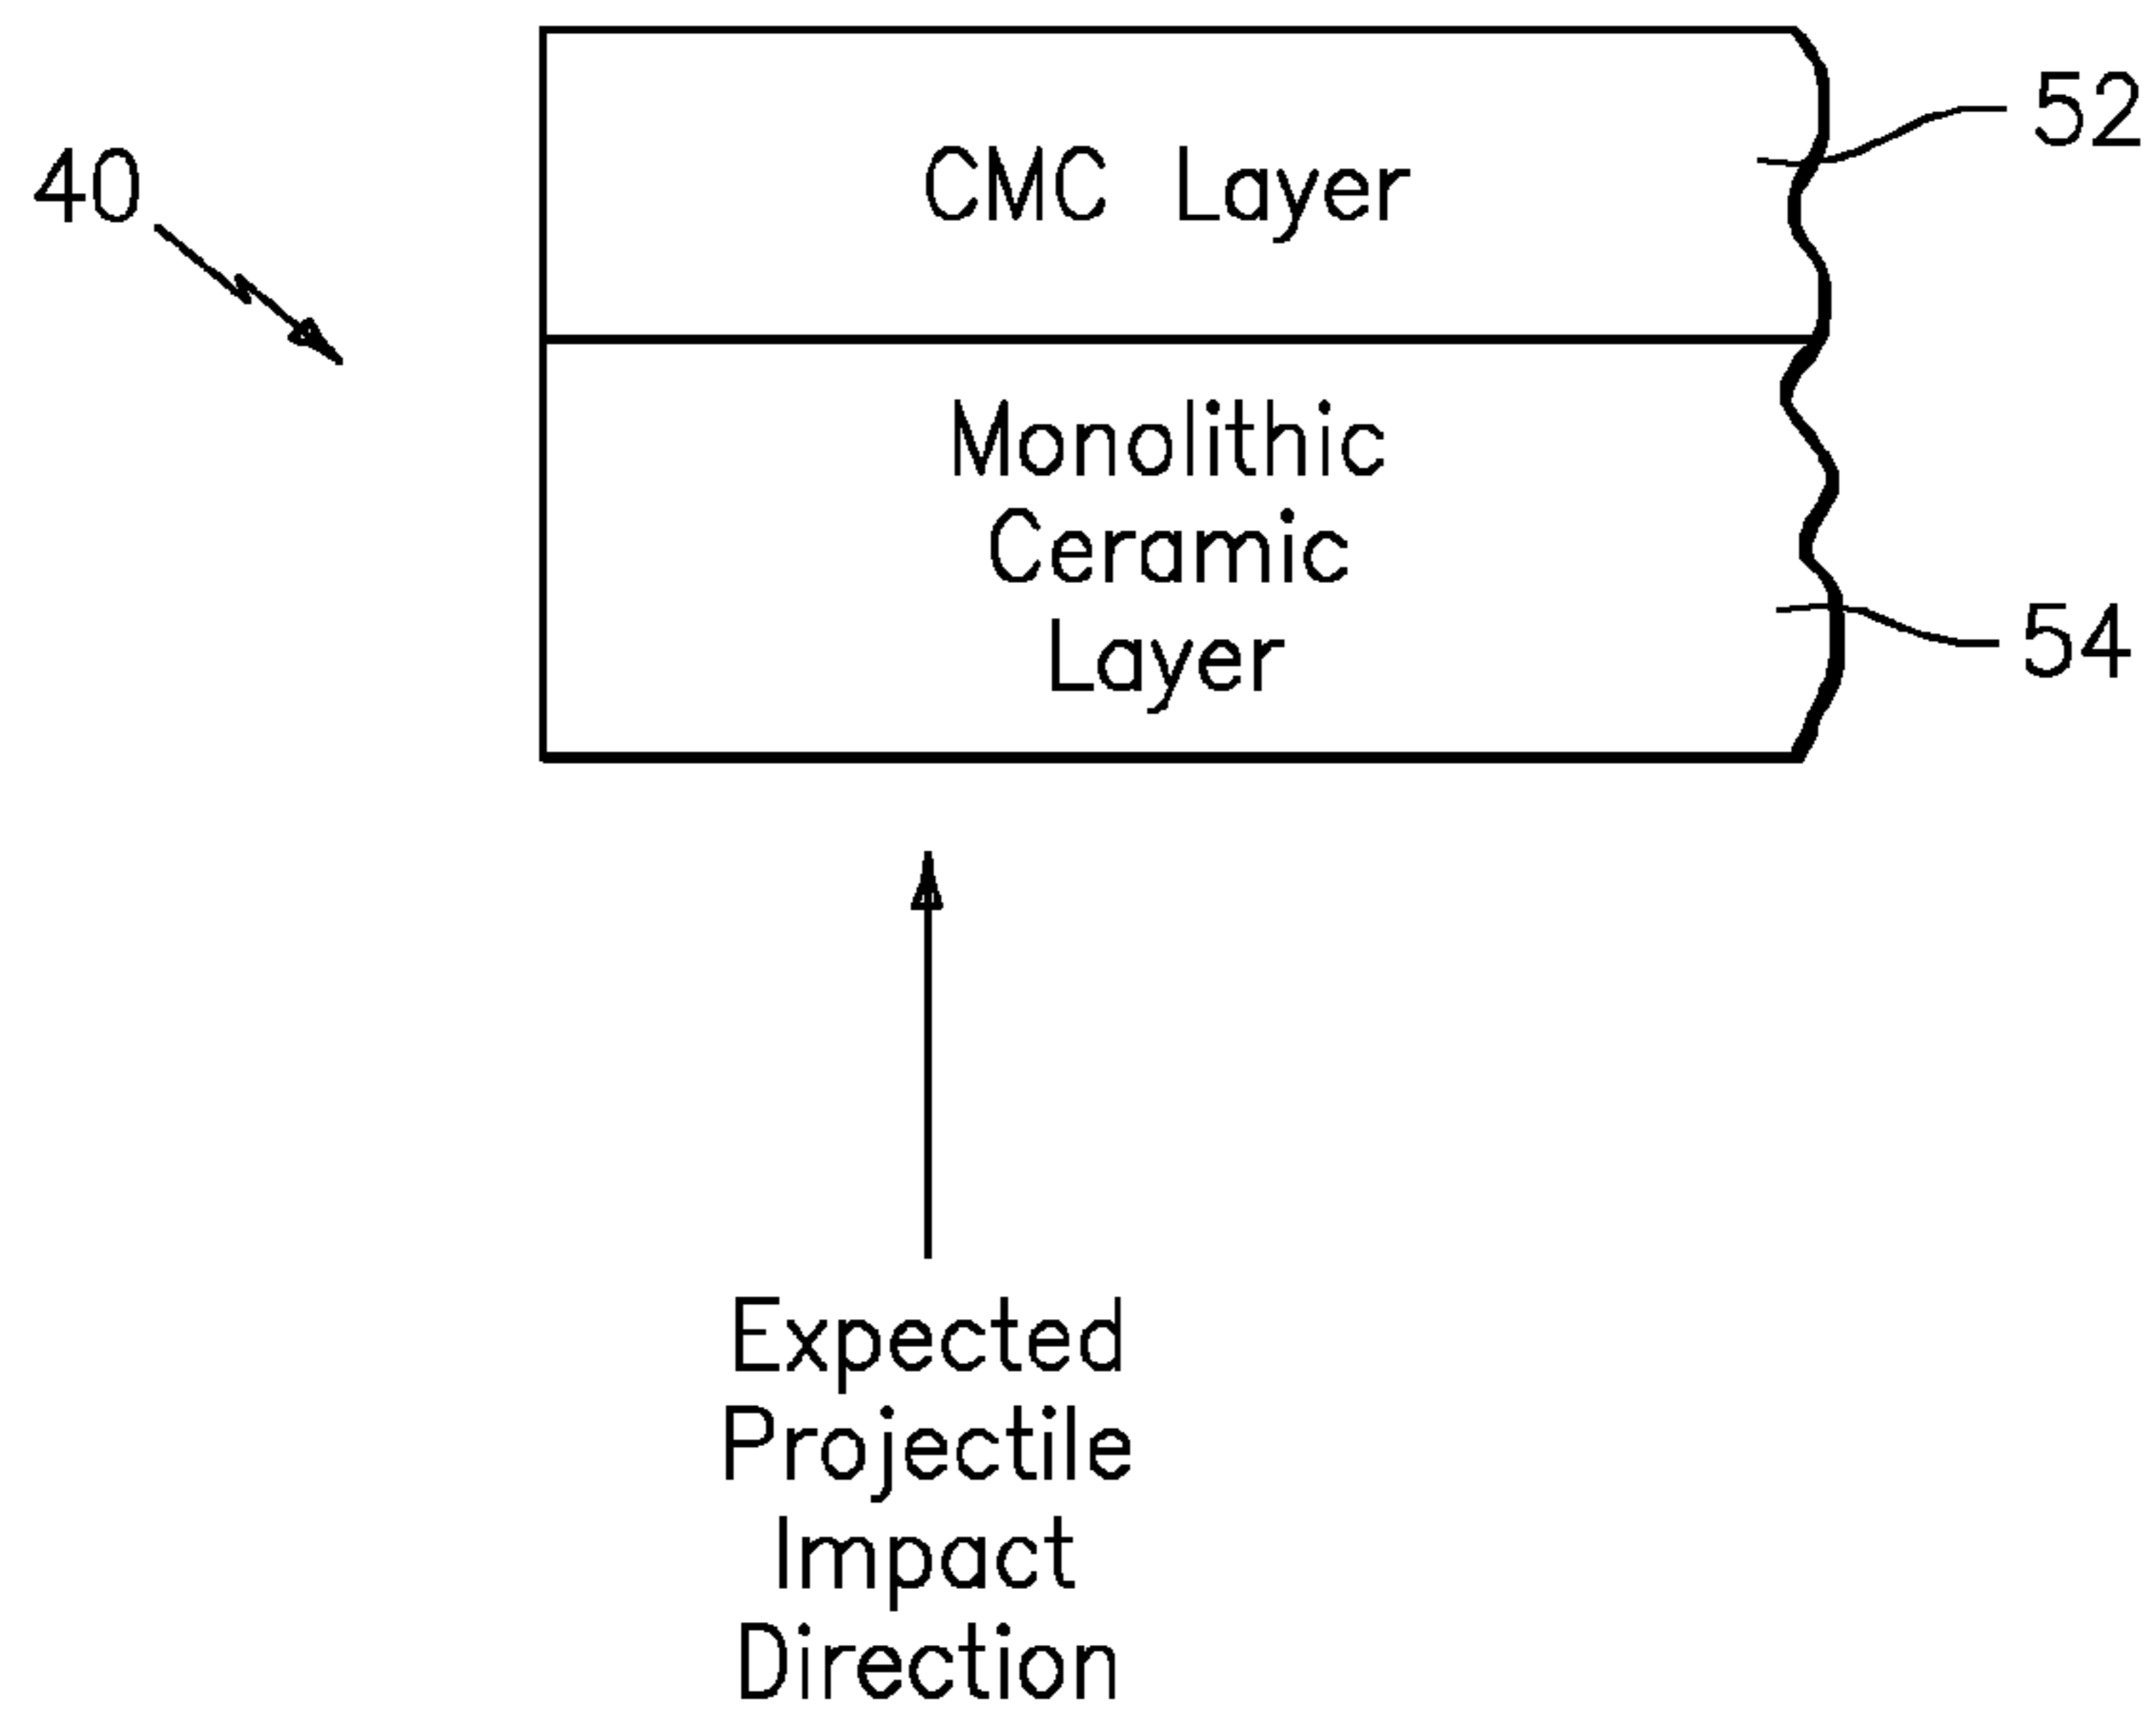 52
40
CMC Layer
Monolithic
Ceramic
Layer
54
Expected
Projectile
Impact
Direction